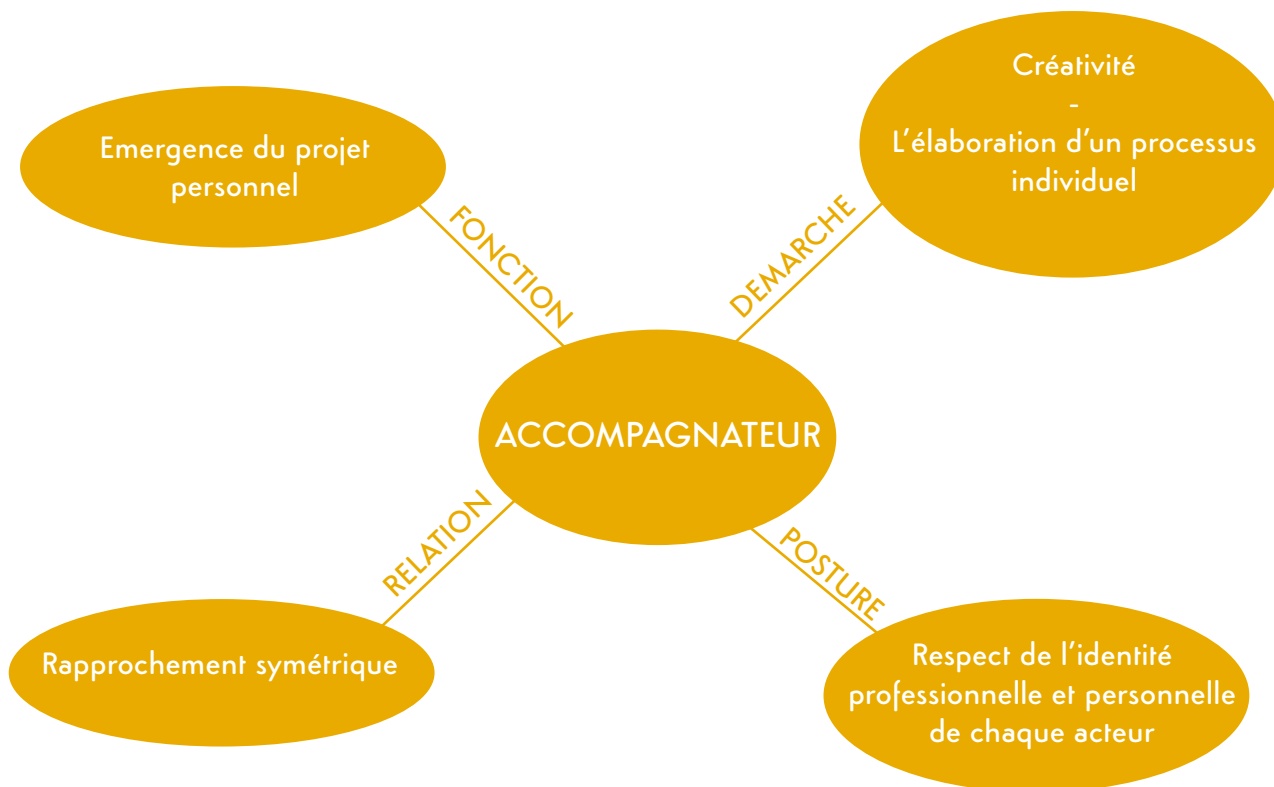 Créativité
-
L'élaboration d'un processus
individuel
Emergence du projet
personnel
FONCTION
DEMARCHE
ACCOMPAGNATEUR
RELATION
POSTURE
Rapprochement symétrique
Respect de l'identité
professionnelle et personnelle
de chaque acteur